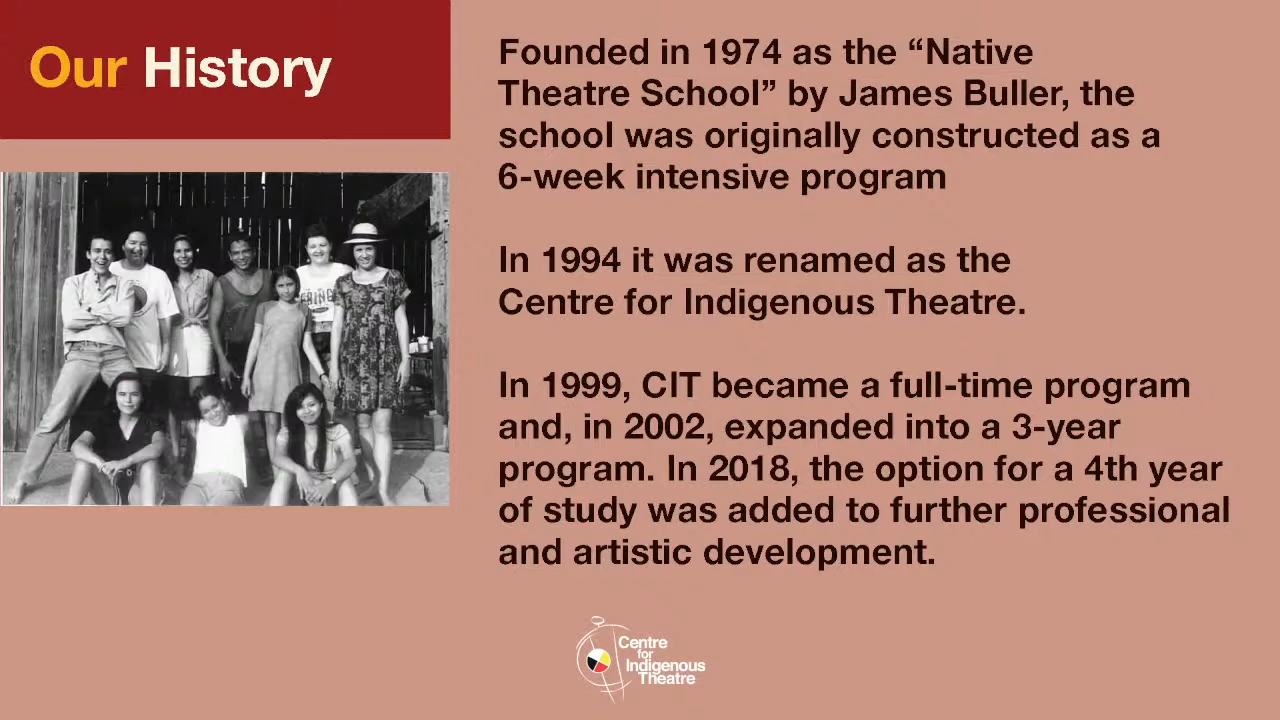 Our History
Founded in 1974 as the “Native
Theatre School” by James Buller, the
school was originally constructed as a
6-week intensive program
In 1994 it was renamed as the
Centre for Indigenous Theatre.
In 1999, CIT became a full-time program
and, in 2002, expanded into a 3-year
program. In 2018, the option for a 4th year
of study was added to further professional
and artistic development.
Centre
for
Indigenous
Theatre